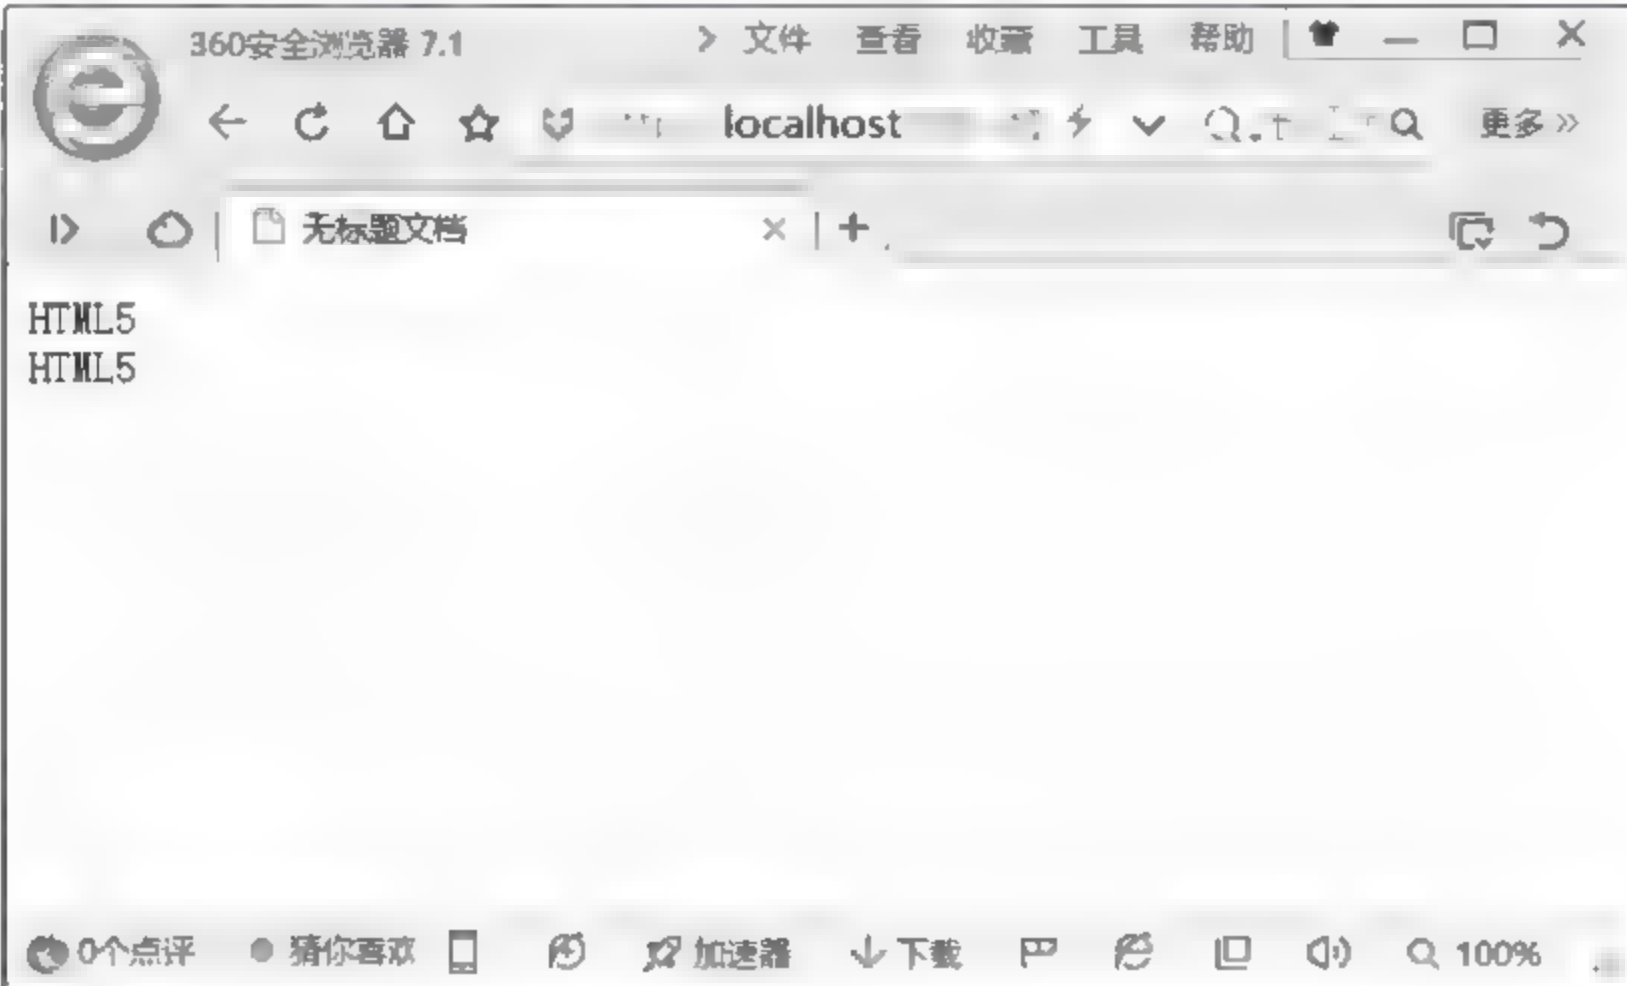 360安全浏览器 7.1
文件 查看 收藏 工具 帮助
localhost
更多 »
无标题文档
HTML5
HTML5
0个点评 猜你喜欢 加速器 下载 100%